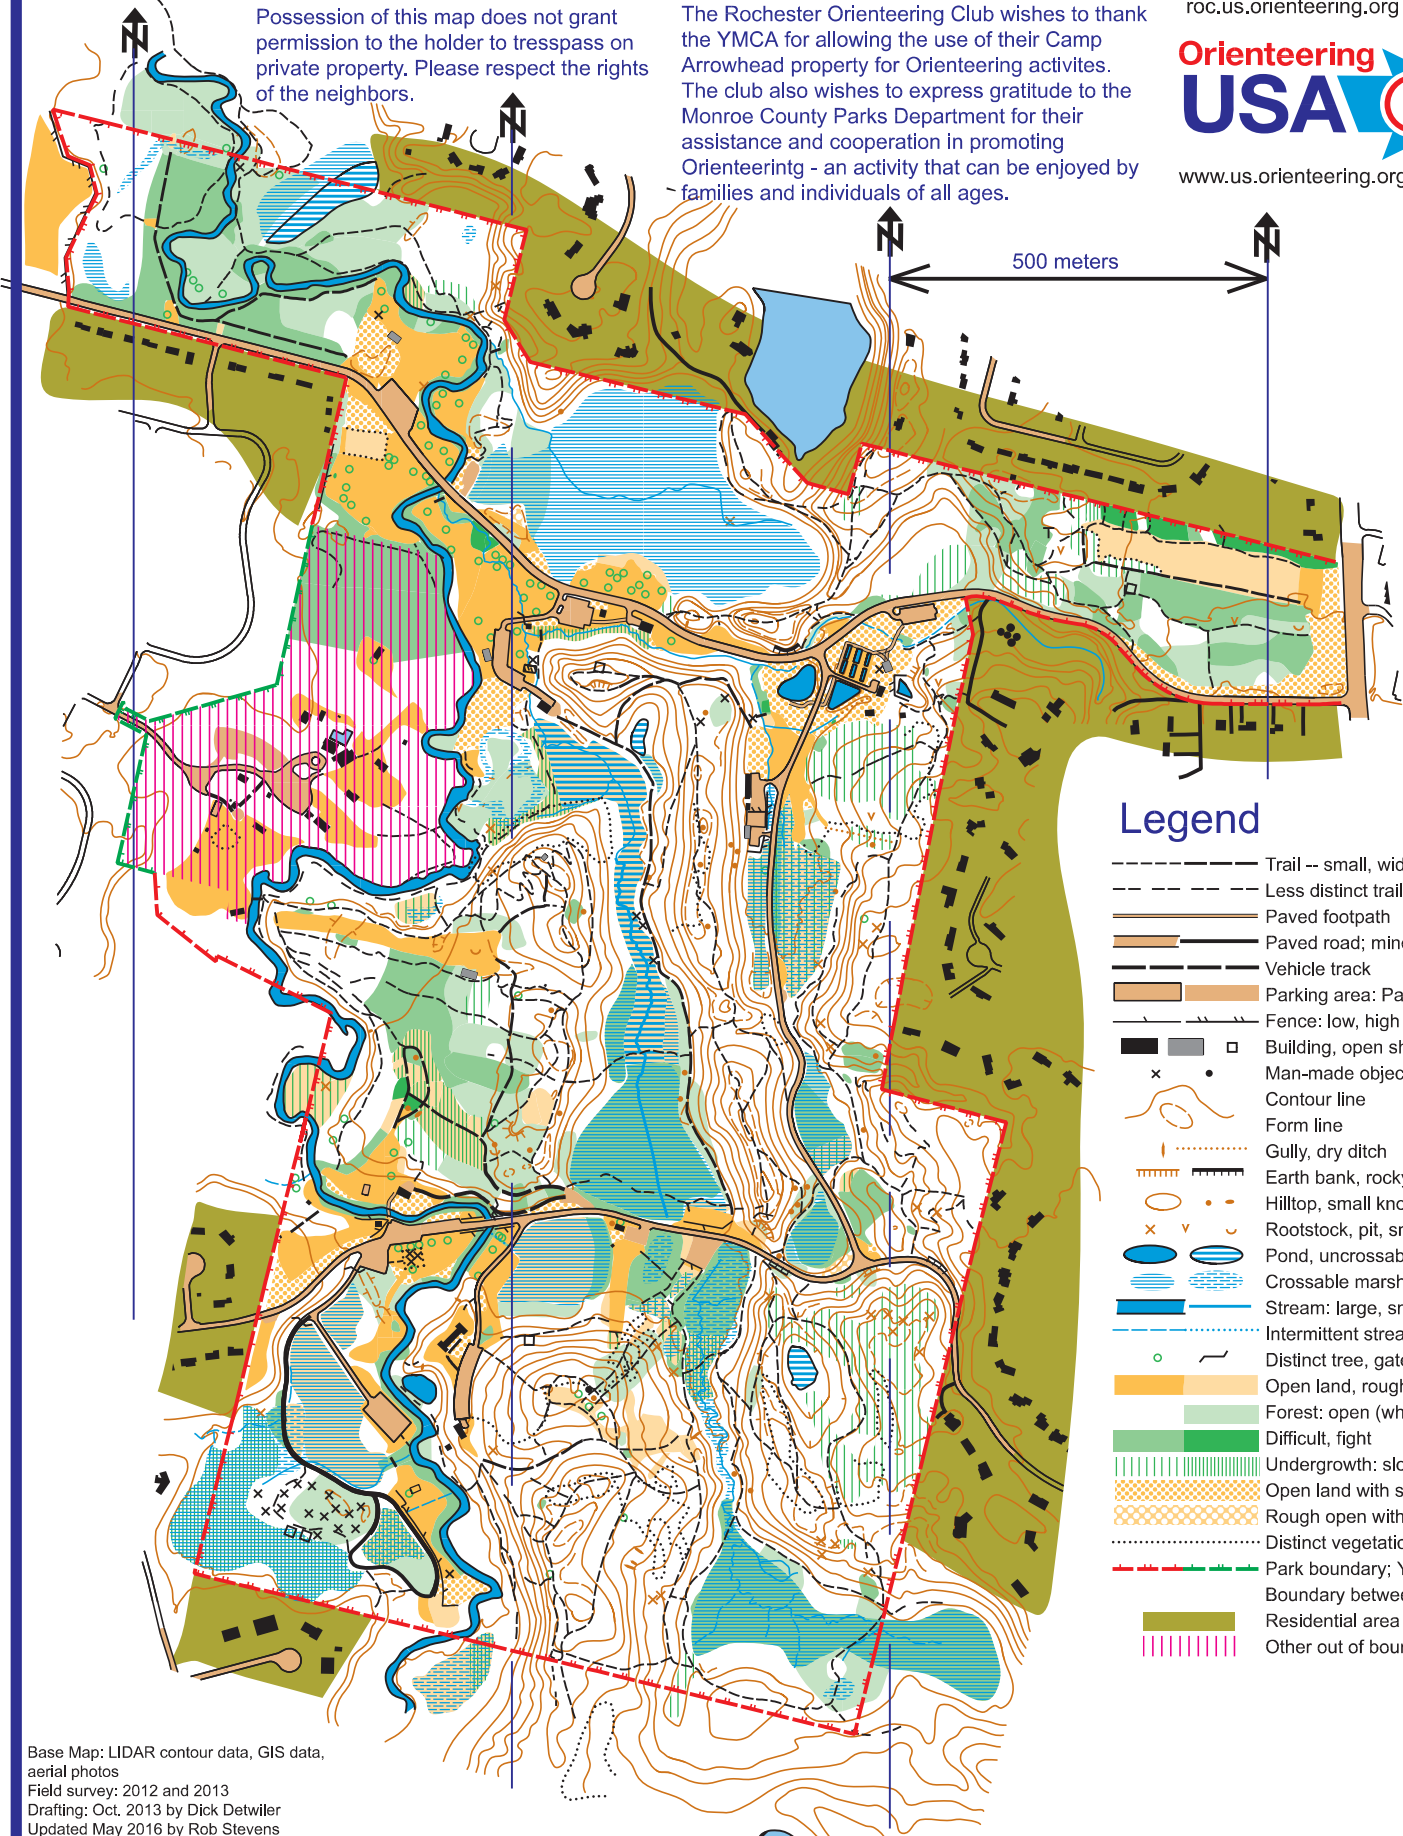 Possession of this map does not grant
permission to the holder to tresspass on
private property. Please respect the rights
of the neighbors.
The Rochester Orienteering Club wishes to thank
the YMCA for allowing the use of their Camp
Arrowhead property for Orienteering activites.
The club also wishes to express gratitude to the
Monroe County Parks Department for their
assistance and cooperation in promoting
Orienteerintg - an activity that can be enjoyed by
families and individuals of all ages.
roc.us.orienteering.org
Orienteering
USA
www.us.orienteering.org
N
N
N
N
500 meters
Legend
Trail -- small, wid
Less distinct trail
Paved footpath
Paved road; mino
Vehicle track
Parking area: Pa
Fence: low, high
Building, open sh
Man-made objec
Contour line
Form line
Gully, dry ditch
Earth bank, rocky
Hilltop, small kno
Rootstock, pit, sm
Pond, uncrossab
Crossable marsh
Stream: large, sm
Intermittent strea
Distinct tree, gate
Open land, rough
Forest: open (wh
Difficult, fight
Undergrowth: slo
Open land with s
Rough open with
Distinct vegetatio
Park boundary; Y
Boundary betwee
Residential area
Other out of boun
Base Map: LIDAR contour data, GIS data,
aerial photos
Field survey: 2012 and 2013
Drafting: Oct. 2013 by Dick Detwiler
Updated May 2016 by Rob Stevens